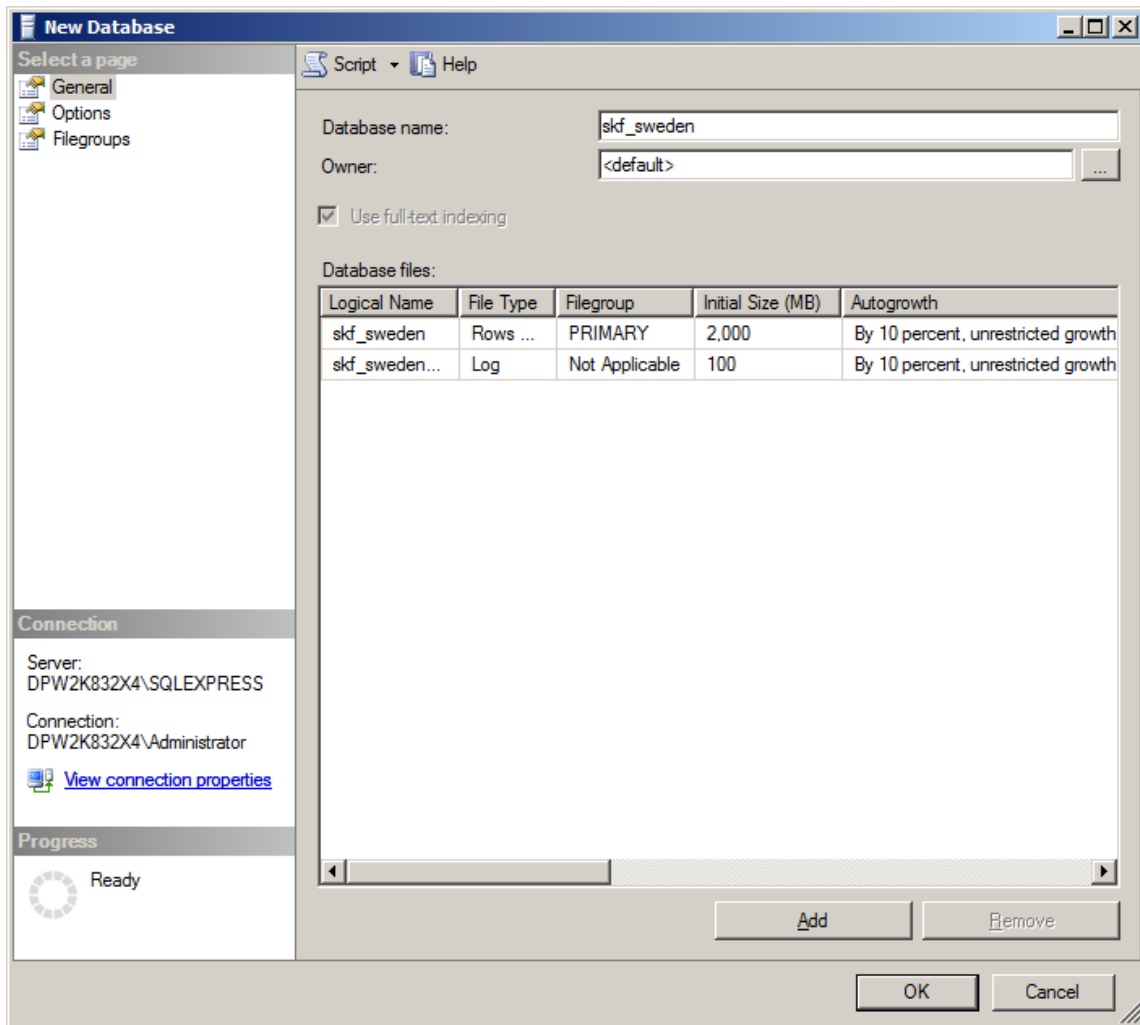 New Database
Select a page
General
Options
Filegroups
Script Help
Database name: skf_sweden
Owner: <default> ...
Use full-text indexing
Database files:
Logical Name File Type Filegroup Initial Size (MB) Autogrowth
skf_sweden Rows ... PRIMARY 2,000 By 10 percent, unrestricted growth
skf_sweden... Log Not Applicable 100 By 10 percent, unrestricted growth
Connection
Server:
DPW2K832X4\SQLEXPRESS
Connection:
DPW2K832X4\Administrator
View connection properties
Progress
Ready
Add Remove
OK Cancel